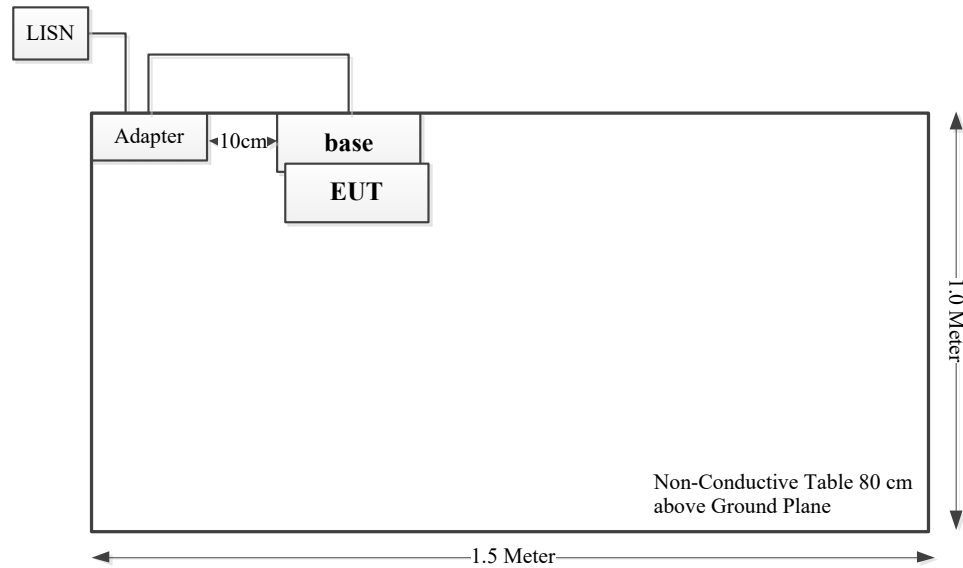 LISN
Adapter
10cm
base
EUT
1.0 Meter
Non-Conductive Table 80 cm
above Ground Plane
1.5 Meter